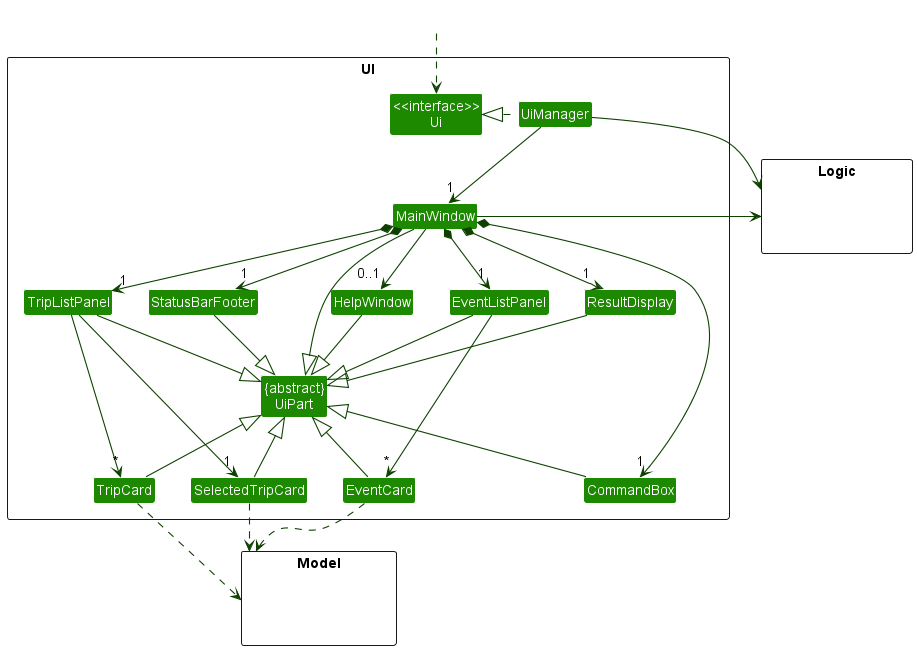 UI
<<interface>>
Ui
UiManager
Logic
1
MainWindow
1
1
0..1
1
1
TripListPanel
StatusBarFooter
HelpWindow
EventListPanel
ResultDisplay
{abstract}
UiPart
*
1
*
1
TripCard
SelectedTripCard
EventCard
CommandBox
Model